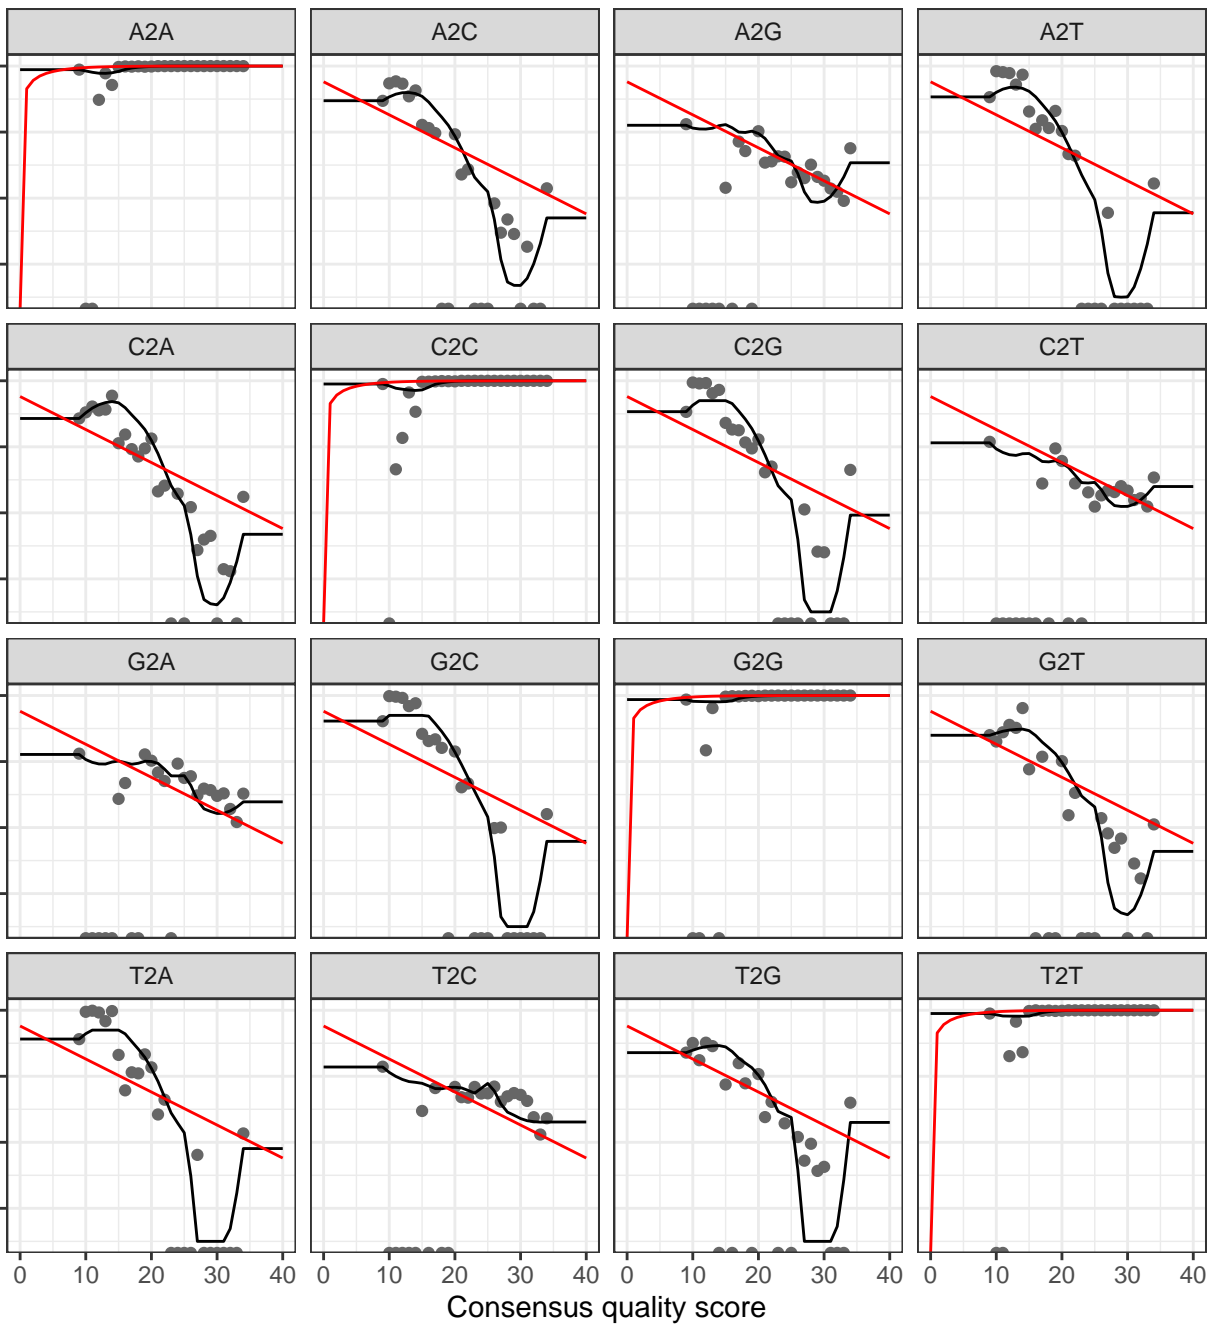 A2A A2C A2G A2T
C2A C2C C2G C2T
G2A G2C G2G G2T
T2A T2C T2G T2T
0 10 20 30 40 0 10 20 30 40 0 10 20 30 40 0 10 20 30 40
Consensus quality score